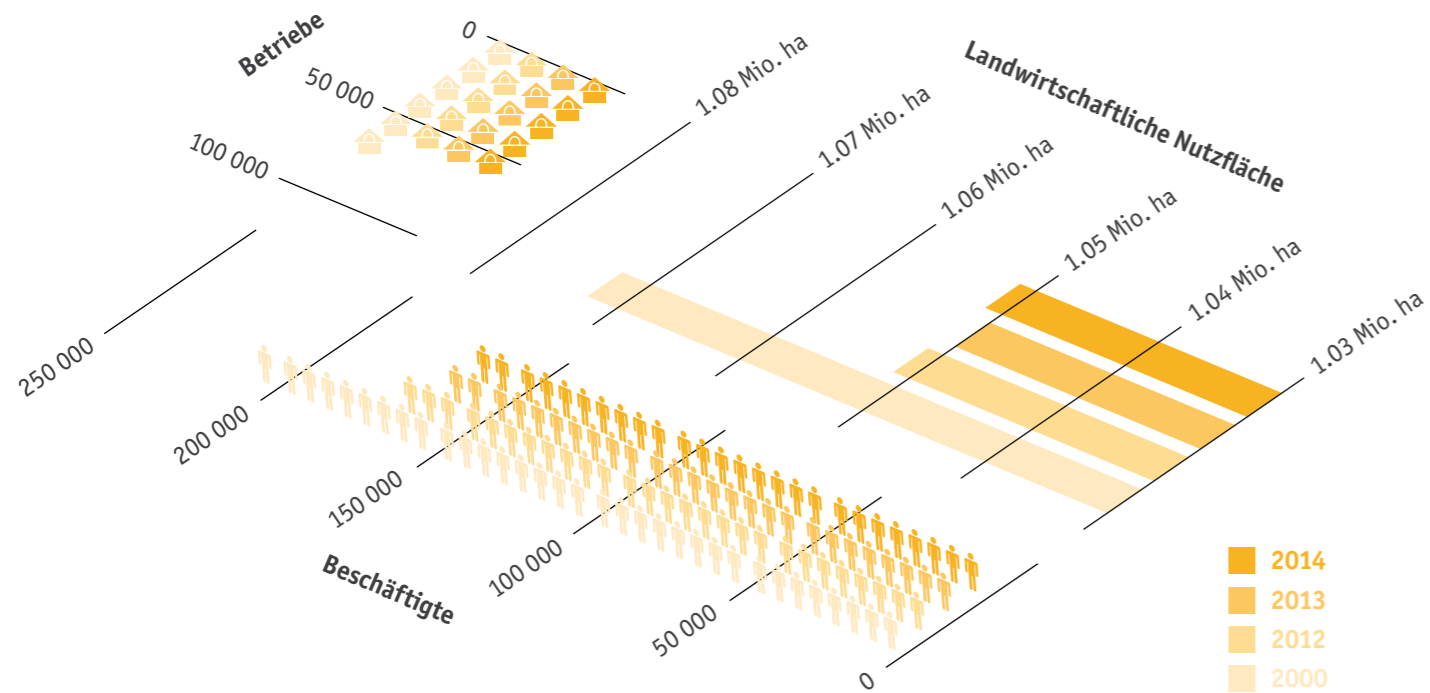 Betriebe
0
50 000
100 000
Landwirtschaftliche Nutzfläche
1.08 Mio. ha
1.07 Mio. ha
1.06 Mio. ha
1.05 Mio. ha
1.04 Mio. ha
1.03 Mio. ha
250 000
200 000
150 000
100 000
50 000
0
Beschäftigte
2014
2013
2012
2000